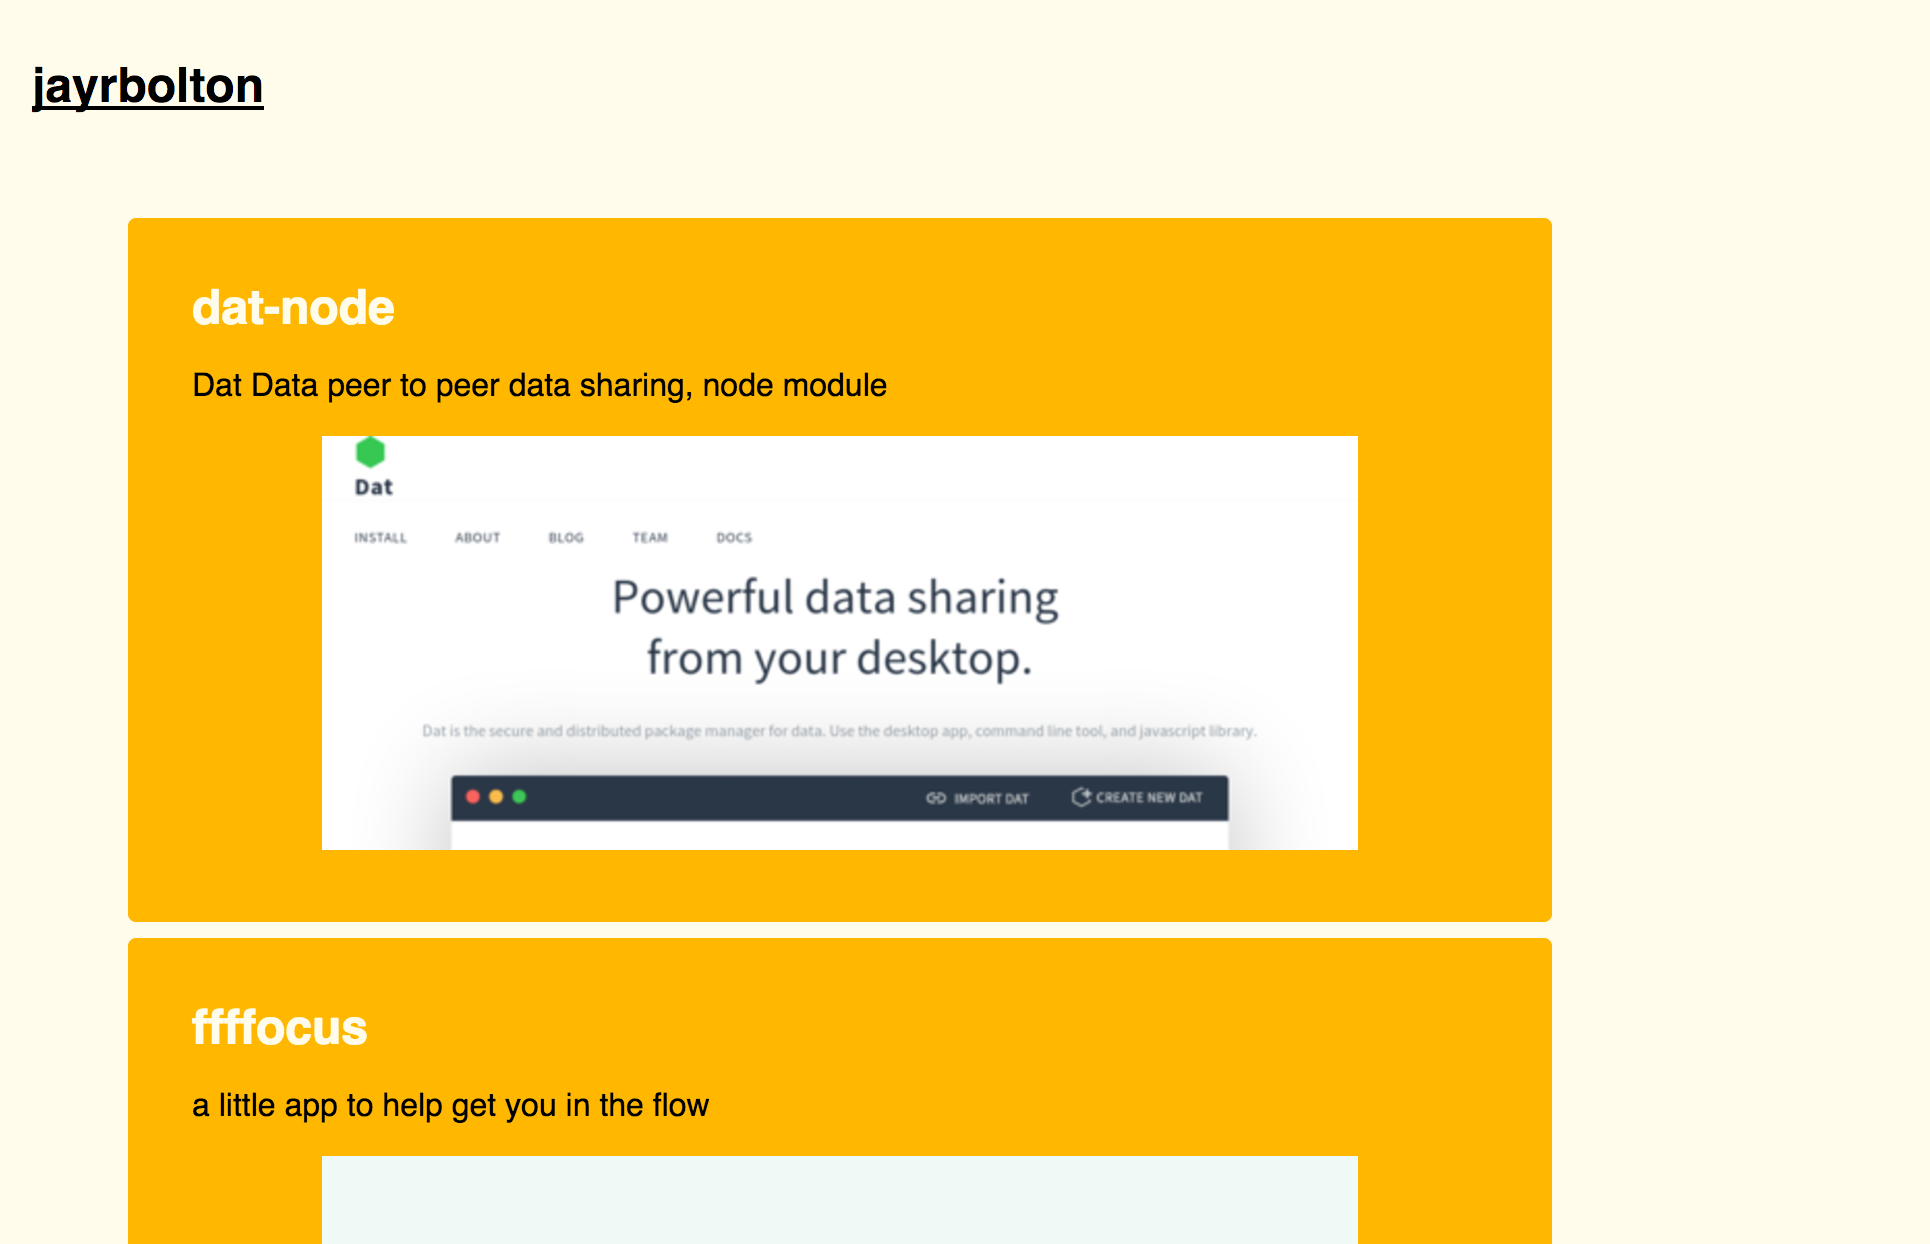 jayrbolton
dat-node
Dat Data peer to peer data sharing, node module
Dat
INSTALL ABOUT BLOG TEAM DOCS
Powerful data sharing
from your desktop.
Dat is the secure and distributed package manager for data. Use the desktop app, command line tool, and javascript library.
IMPORT DAT CREATE NEW DAT
ffffocus
a little app to help get you in the flow